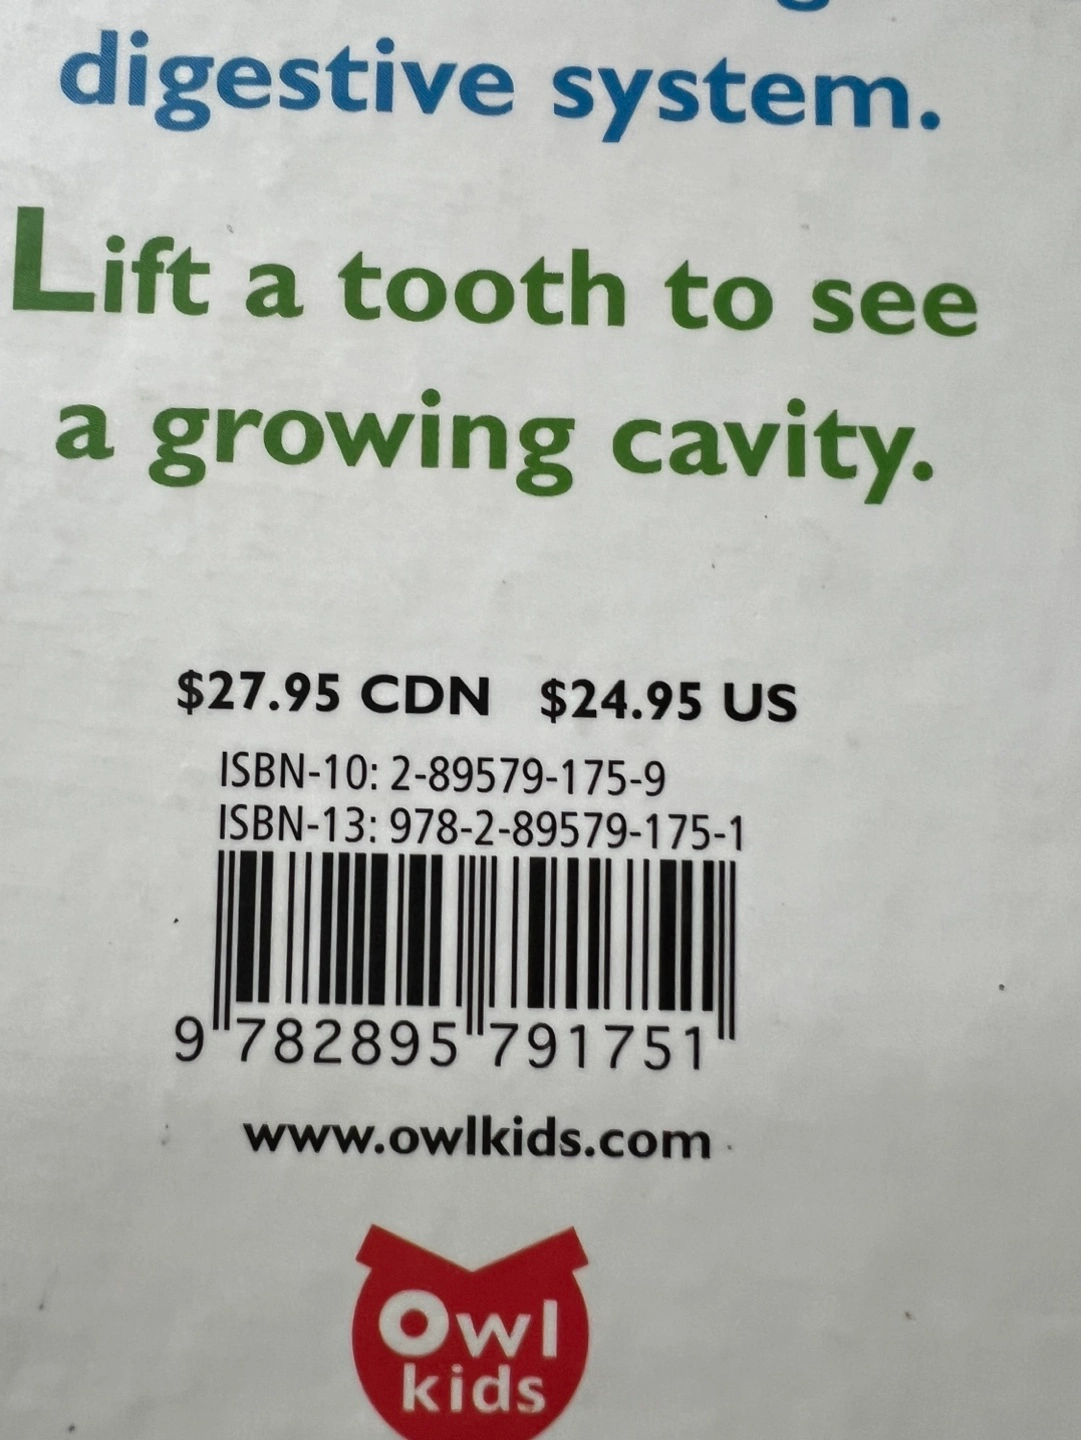 digestive system.
Lift a tooth to see
a growing cavity.
$27.95 CDN $24.95 US
ISBN-10: 2-89579-175-9
ISBN-13: 978-2-89579-175-1
9 782895 791751
www.owlkids.com
Owl
kids